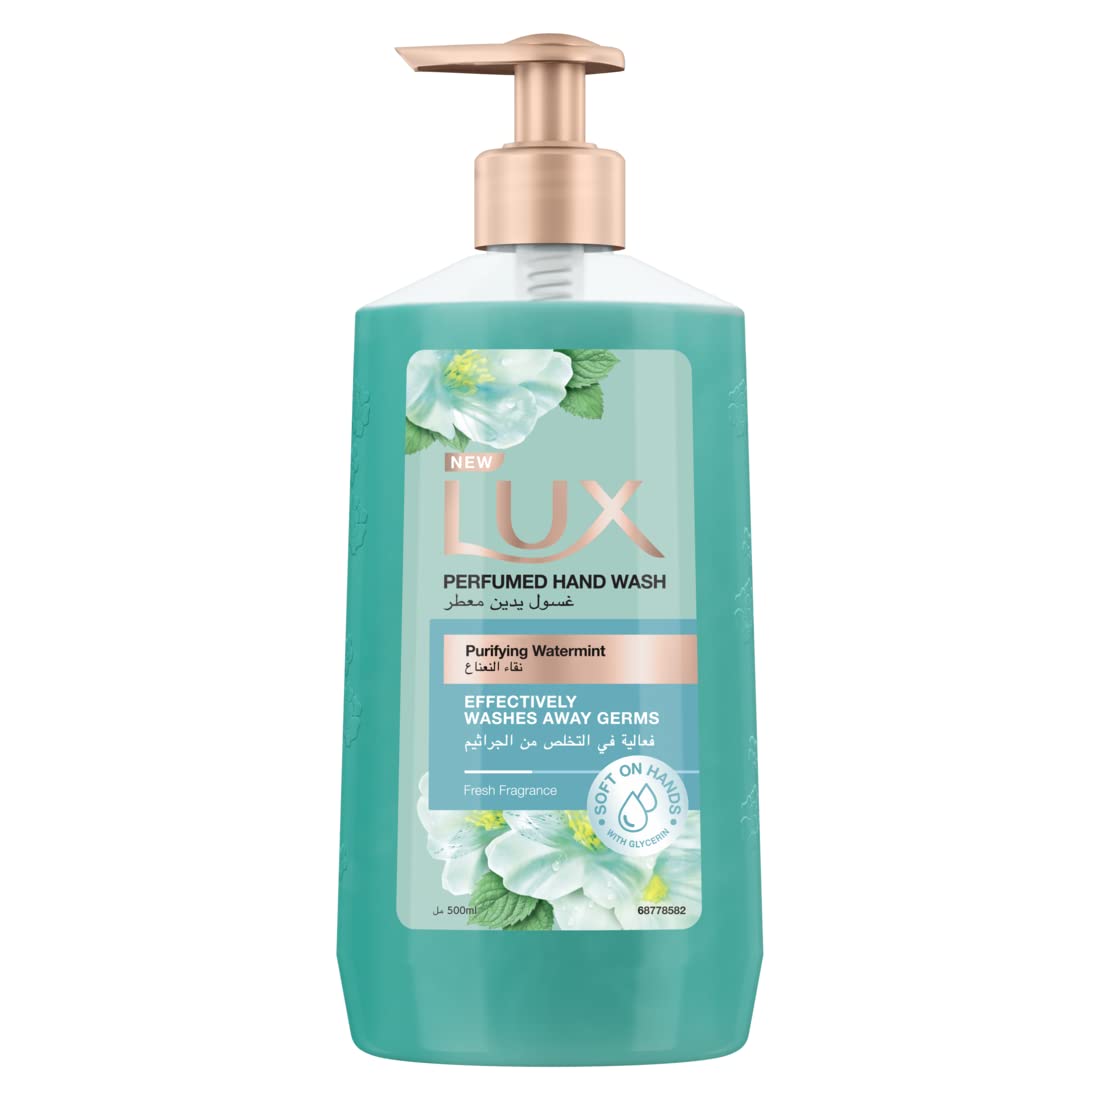 NEW
LUX
PERFUMED HAND WASH
غسول يدين معطر
Purifying Watermint
نقاء النعناع
EFFECTIVELY
WASHES AWAY GERMS
فعالية في التخلص من الجراثيم
Fresh Fragrance
• SOFT ON HANDS •
WITH GLYCERIN
500ml مل
68778582